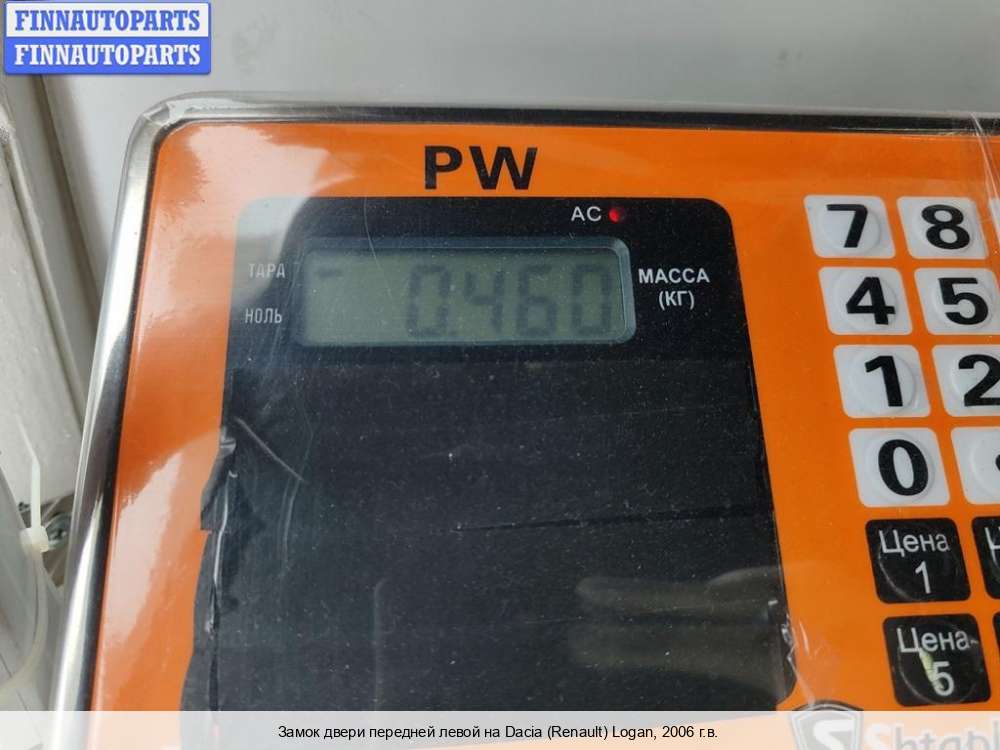 FINNAUTOPARTS
FINNAUTOPARTS
PW
AC
ТАРА
НОЛЬ
0.460
МАССА
(КГ)
7 8
4 5
1 2
0
Цена
1
Цена
5
Замок двери передней левой на Dacia (Renault) Logan, 2006 г.в.